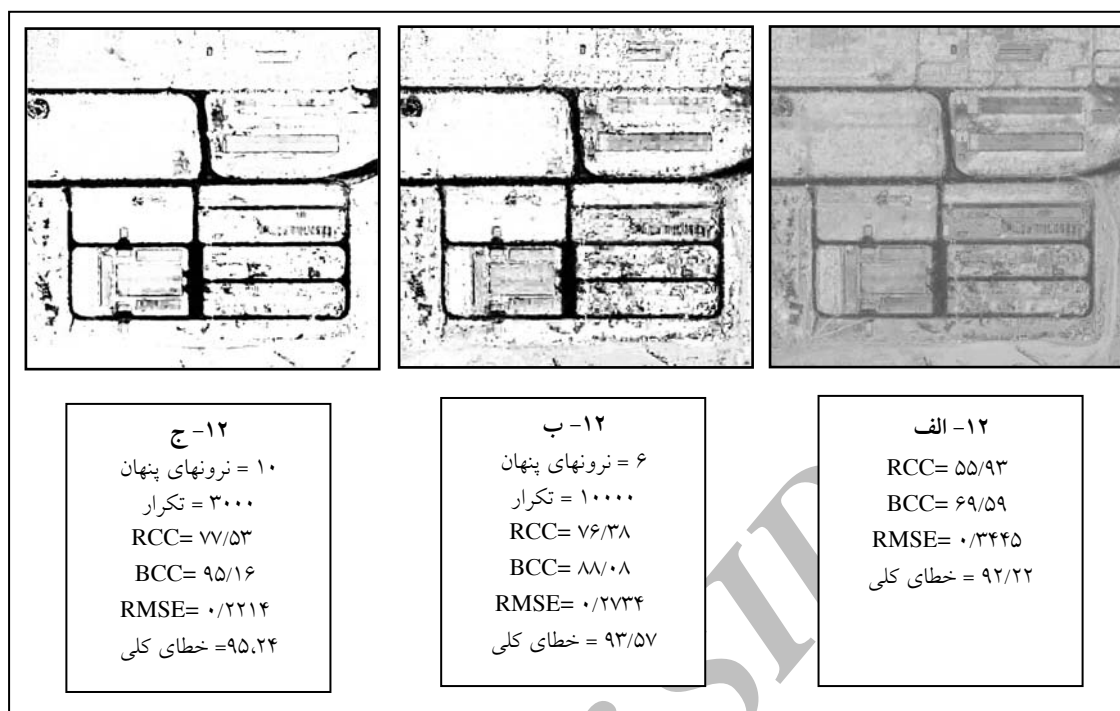 ۱۲- الف
RCC= ۵۵/۹۳
BCC= ۶۹/۵۹
RMSE= ۰/۳۴۴۵
۹۲/۲۲ = خطای کلی
۱۲- ب
۶ = نرونهای پنهان
۱۰۰۰۰ = تکرار
RCC= ۷۶/۳۸
BCC= ۸۸/۰۸
RMSE= ۰/۲۷۳۴
۹۳/۵۷ = خطای کلی
۱۲- ج
۱۰ = نرونهای پنهان
۳۰۰۰ = تکرار
RCC= ۷۷/۵۳
BCC= ۹۵/۱۶
RMSE= ۰/۲۲۱۴
۹۵،۲۴= خطای کلی
SID